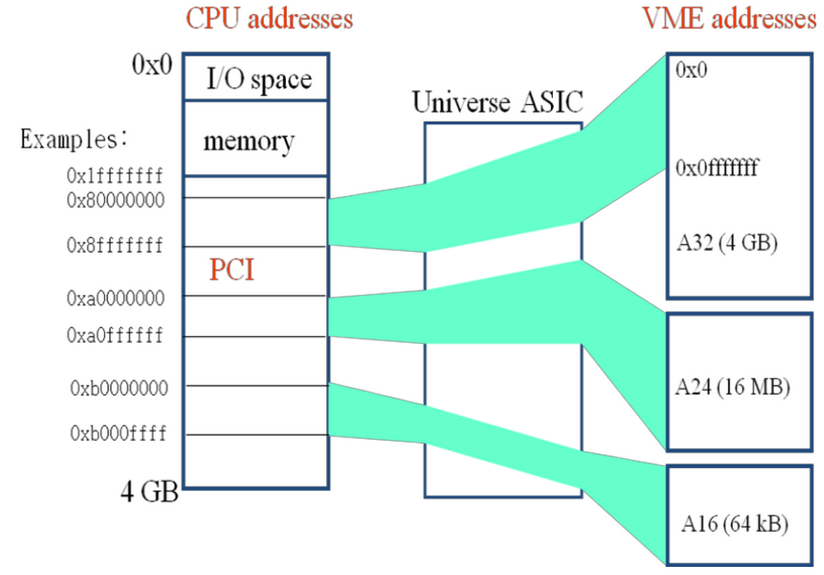 CPU addresses
VME addresses
0x0
I/O space
0x0
Universe ASIC
Examples:
memory
0x1fffffff
0x0fffffff
0x80000000
0x8fffffff
A32 (4 GB)
PCI
0xa0000000
0xa0ffffff
0xb0000000
A24 (16 MB)
0xb000ffff
4 GB
A16 (64 kB)